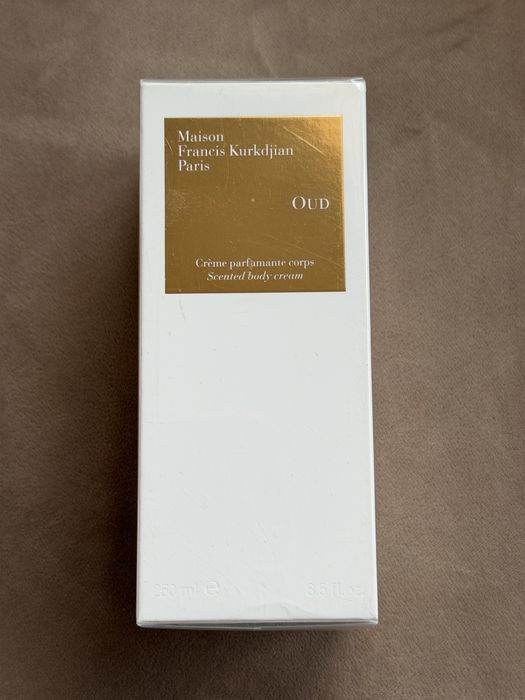 Maison
Francis Kurkdjian
Paris
OUD
Crème parfumante corps
Scented body cream
250 ml ℮ 8.5 fl.oz.